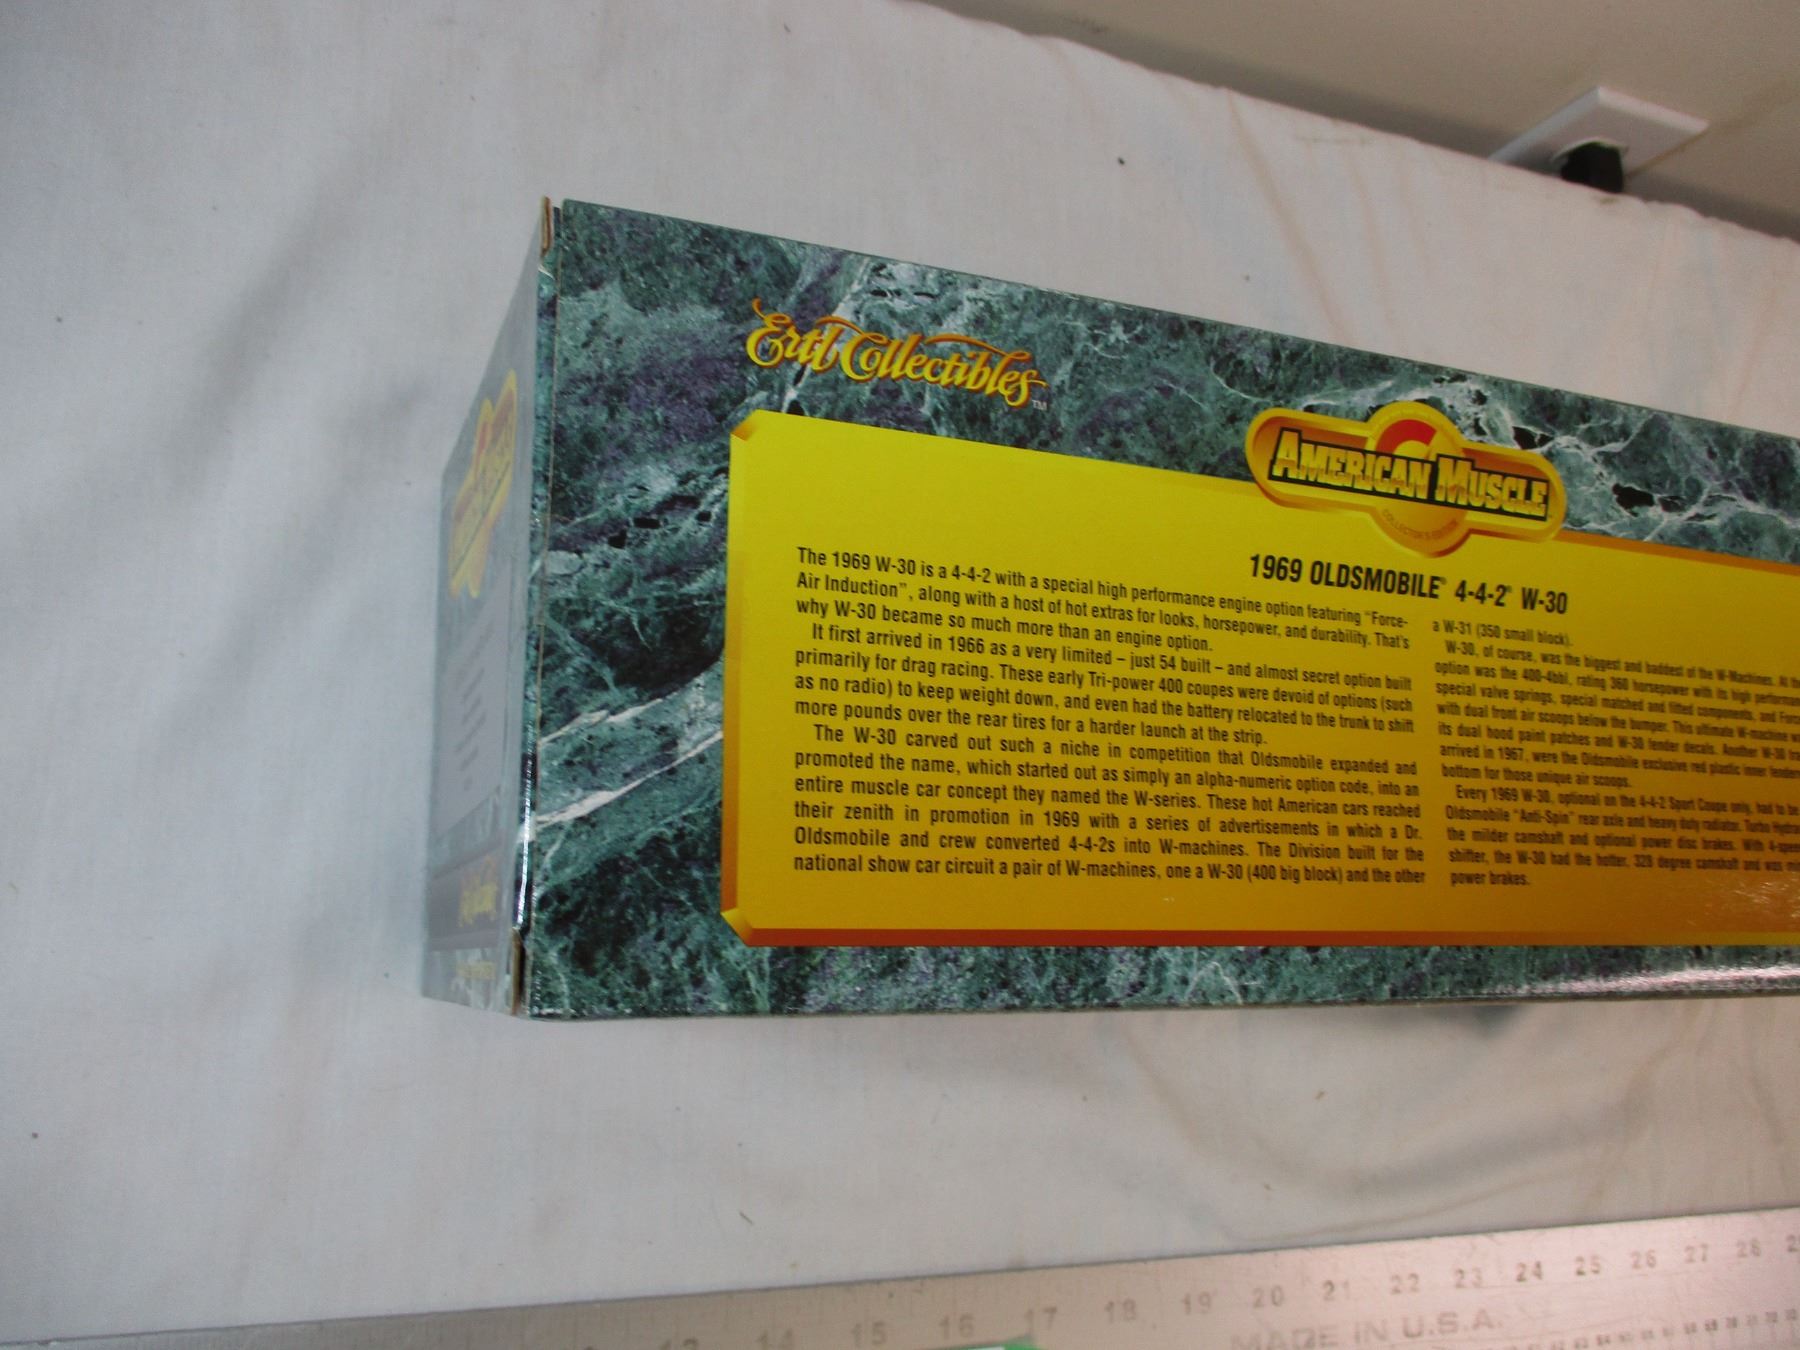 Ertl Collectibles™
AMERICAN MUSCLE
COLLECTOR'S EDITION
1969 OLDSMOBILE® 4-4-2® W-30
The 1969 W-30 is a 4-4-2 with a special high performance engine option featuring "Force-
Air Induction", along with a host of hot extras for looks, horsepower, and durability. That's
why W-30 became so much more than an engine option.
It first arrived in 1966 as a very limited – just 54 built – and almost secret option built
primarily for drag racing. These early Tri-power 400 coupes were devoid of options (such
as no radio) to keep weight down, and even had the battery relocated to the trunk to shift
more pounds over the rear tires for a harder launch at the strip.
The W-30 carved out such a niche in competition that Oldsmobile expanded and
promoted the name, which started out as simply an alpha-numeric option code, into an
entire muscle car concept they named the W-series. These hot American cars reached
their zenith in promotion in 1969 with a series of advertisements in which a Dr.
Oldsmobile and crew converted 4-4-2s into W-machines. The Division built for the
national show car circuit a pair of W-machines, one a W-30 (400 big block) and the other
a W-31 (350 small block).
W-30, of course, was the biggest and baddest of the W-Machines. At
option was the 400-4bbl, rating 360 horsepower with its high
special valve springs, special matched and fitted components, and
with dual front air scoops below the bumper. This ultimate W-machine
its dual hood paint patches and W-30 fender decals. Another W-30
arrived in 1967, were the Oldsmobile exclusive red plastic inner
bottom for those unique air scoops.
Every 1969 W-30, optional on the 4-4-2 Sport Coupe only, had to be
Oldsmobile "Anti-Spin" rear axle and heavy duty radiator. Turbo
the milder camshaft and optional power disc brakes. With
shifter, the W-30 had the hotter, 328 degree camshaft and was
power brakes.
13 14 15 16 17 18 19 20 21 22 23 24 25 26 27 28
MADE IN U.S.A.